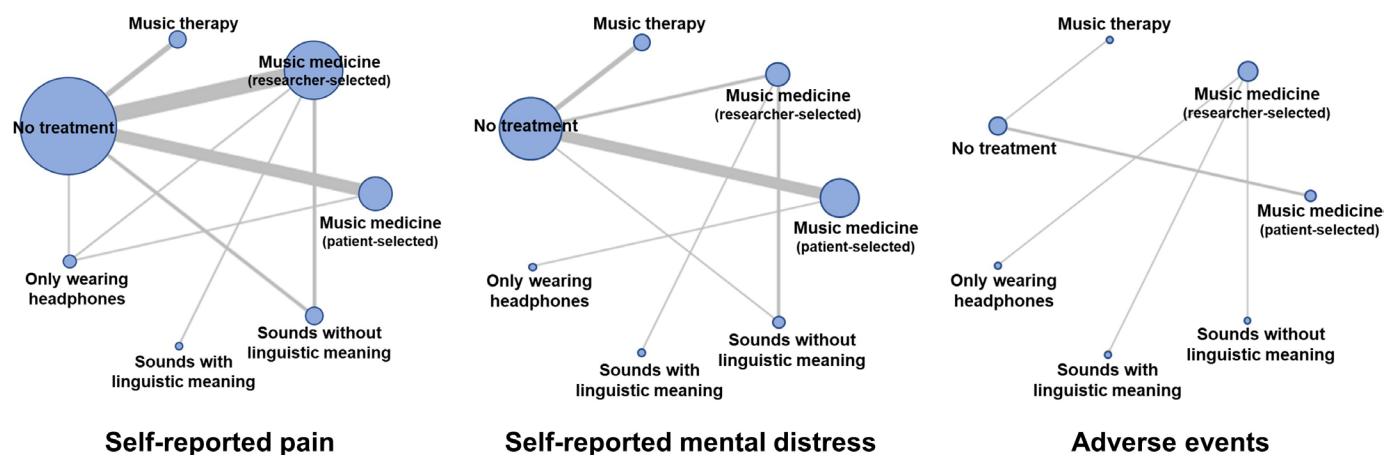 Music therapy
Music medicine
(researcher-selected)
No treatment
Music medicine
(patient-selected)
Only wearing
headphones
Sounds without
linguistic meaning
Sounds with
linguistic meaning
Self-reported pain
Music therapy
Music medicine
(researcher-selected)
No treatment
Music medicine
(patient-selected)
Only wearing
headphones
Sounds without
linguistic meaning
Sounds with
linguistic meaning
Self-reported mental distress
Music therapy
Music medicine
(researcher-selected)
No treatment
Music medicine
(patient-selected)
Only wearing
headphones
Sounds without
linguistic meaning
Sounds with
linguistic meaning
Adverse events